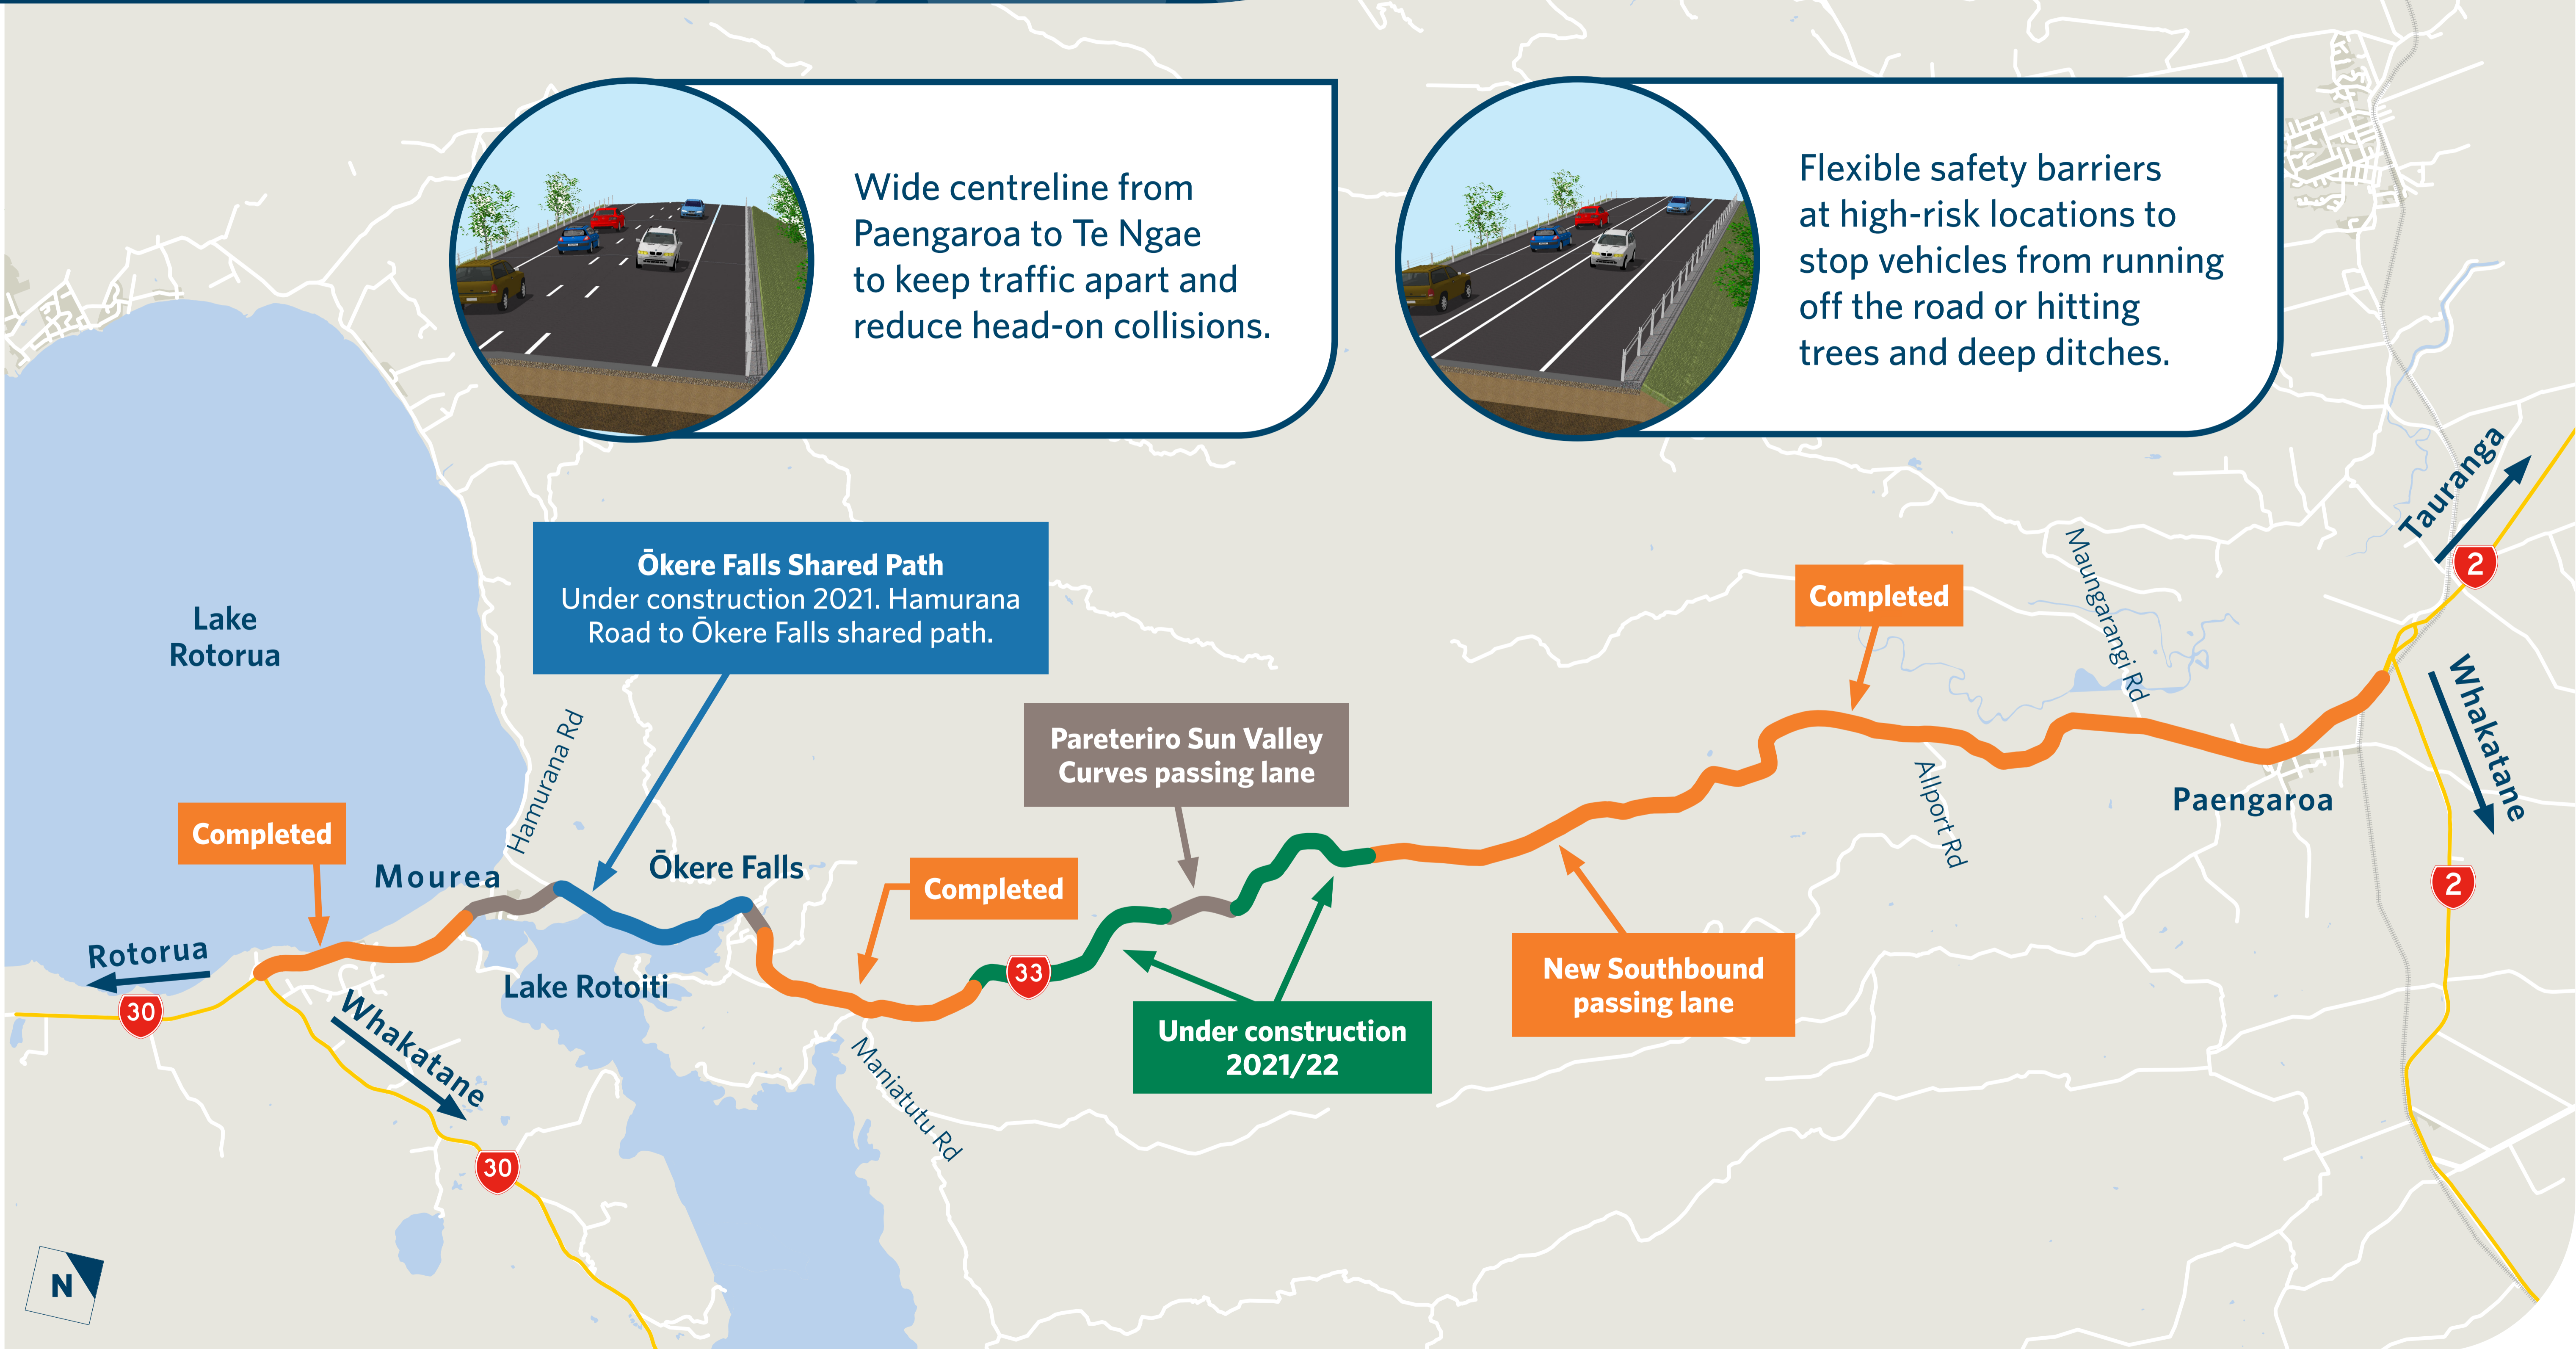 Wide centreline from
Paengaroa to Te Ngae
to keep traffic apart and
reduce head-on collisions.
Flexible safety barriers
at high-risk locations to
stop vehicles from running
off the road or hitting
trees and deep ditches.
Tauranga
2
Whakatane
2
Ōkere Falls Shared Path
Under construction 2021. Hamurana
Road to Ōkere Falls shared path.
Lake
Rotorua
Completed
Maungarangi Rd
Hamurana Rd
Pareteriro Sun Valley
Curves passing lane
Allport Rd
Paengaroa
Completed
Mourea
Ōkere Falls
Completed
Rotorua
30
Lake Rotoiti
33
New Southbound
passing lane
Under construction
2021/22
Whakatane
30
Maniatutu Rd
N